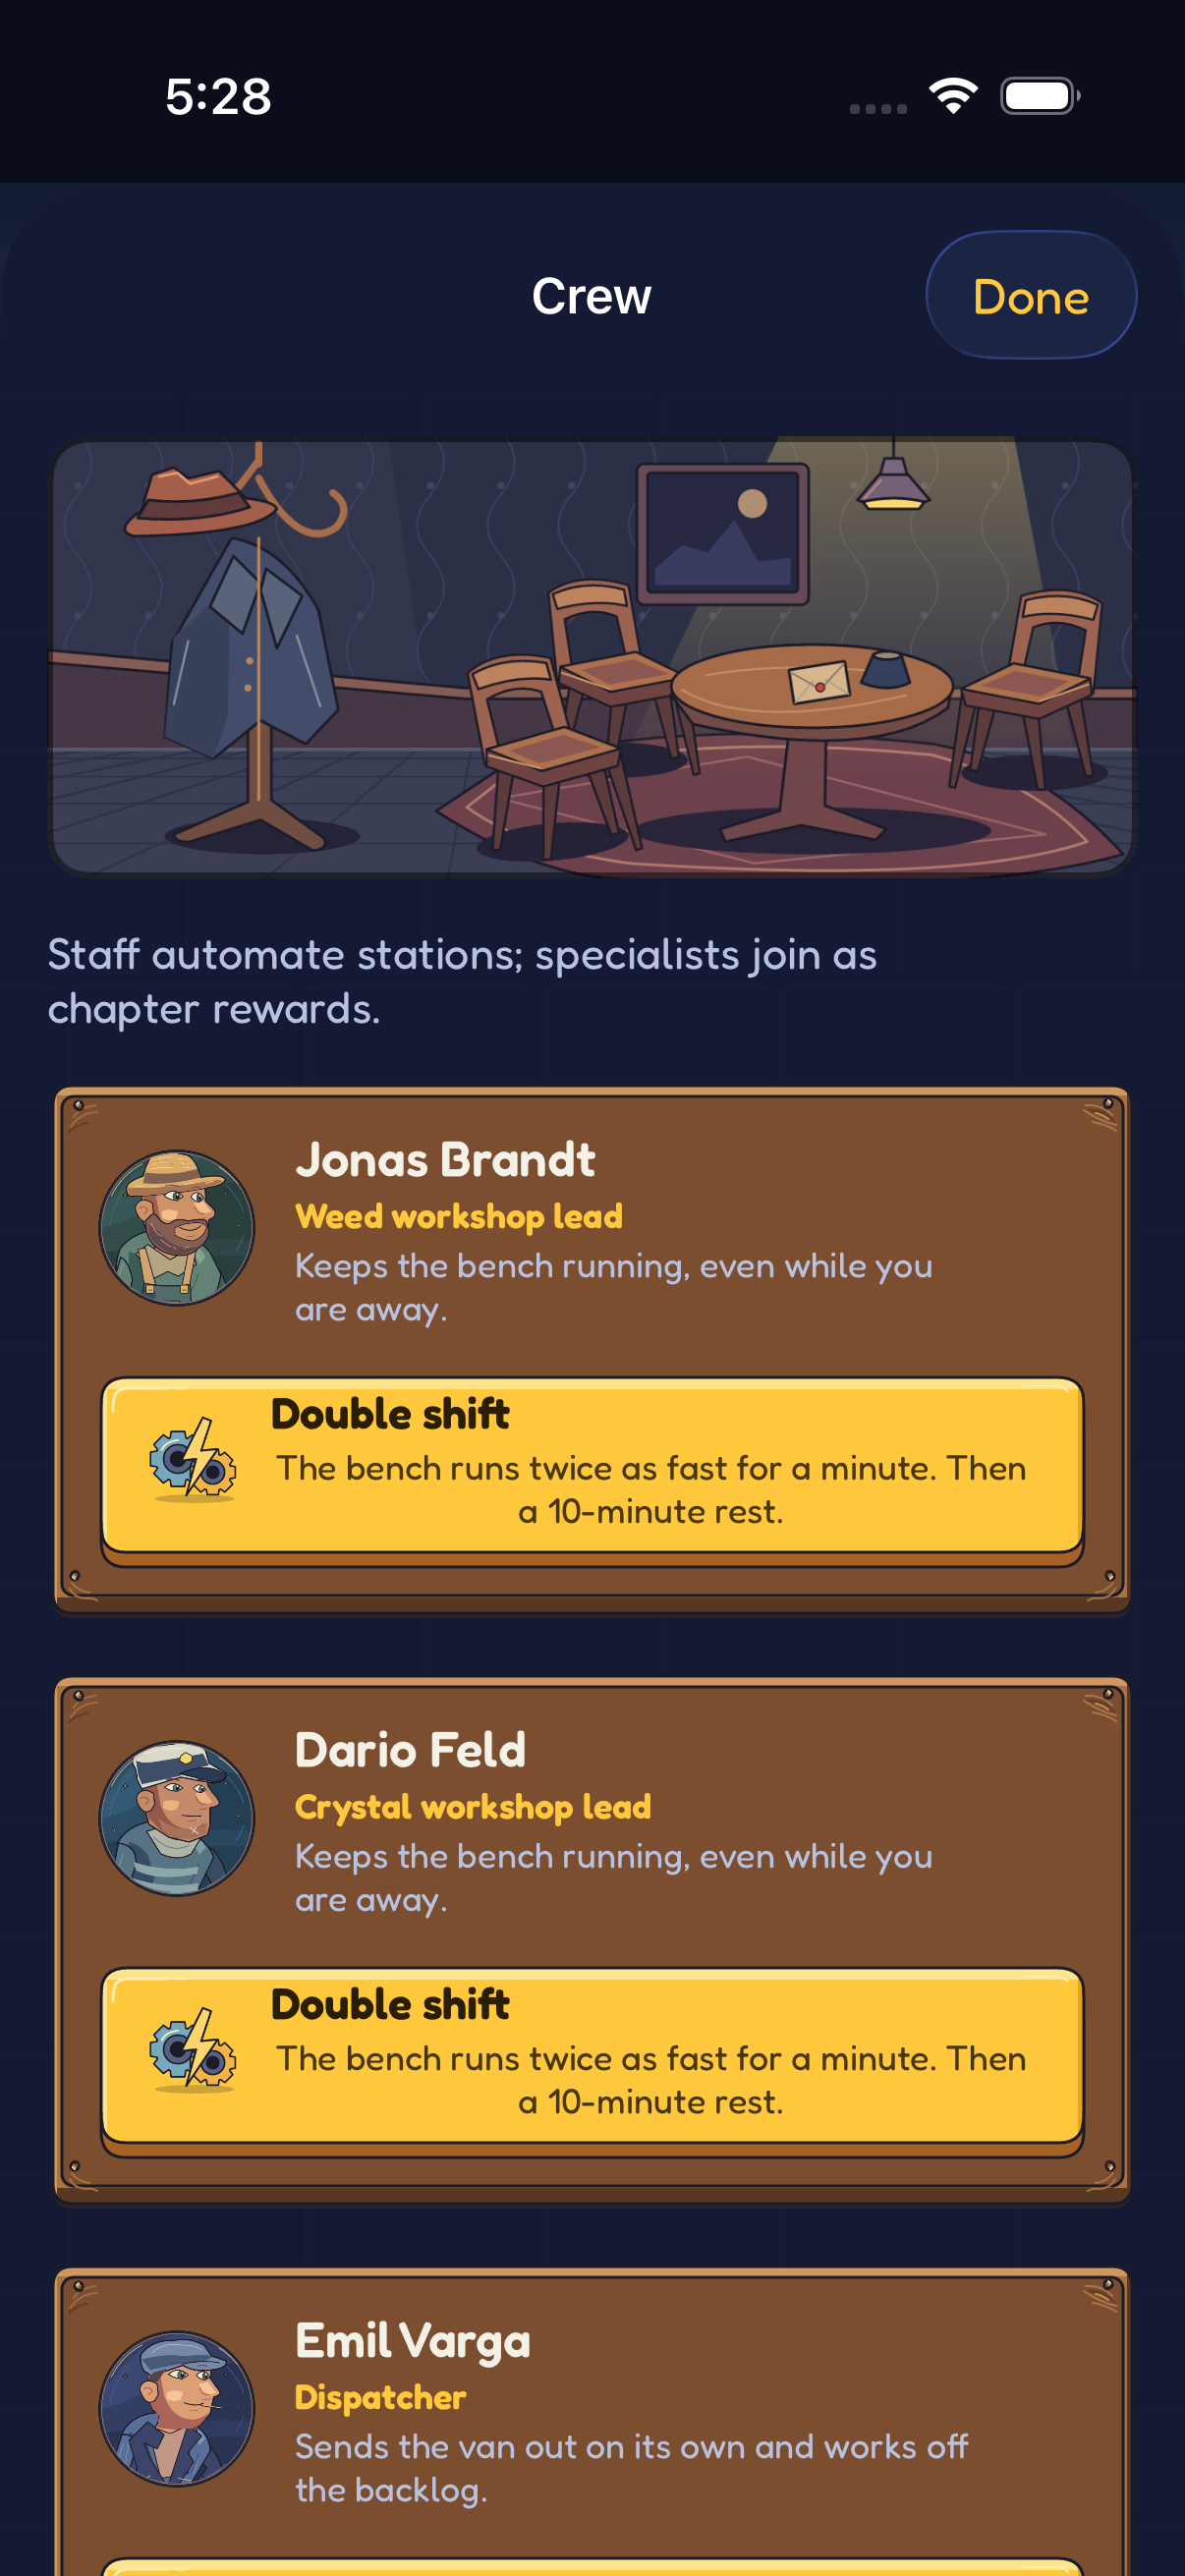 5:28
Crew
Done
Staff automate stations; specialists join as
chapter rewards.
Jonas Brandt
Weed workshop lead
Keeps the bench running, even while you
are away.
Double shift
The bench runs twice as fast for a minute. Then
a 10-minute rest.
Dario Feld
Crystal workshop lead
Keeps the bench running, even while you
are away.
Double shift
The bench runs twice as fast for a minute. Then
a 10-minute rest.
Emil Varga
Dispatcher
Sends the van out on its own and works off
the backlog.